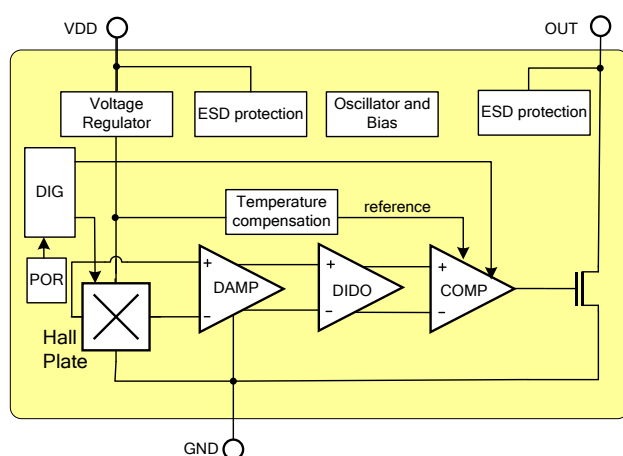 VDD
OUT
Voltage
Regulator
ESD protection
Oscillator and
Bias
ESD protection
DIG
Temperature
compensation
reference
POR
+
DAMP
−
+
DIDO
−
+
COMP
−
Hall
Plate
GND